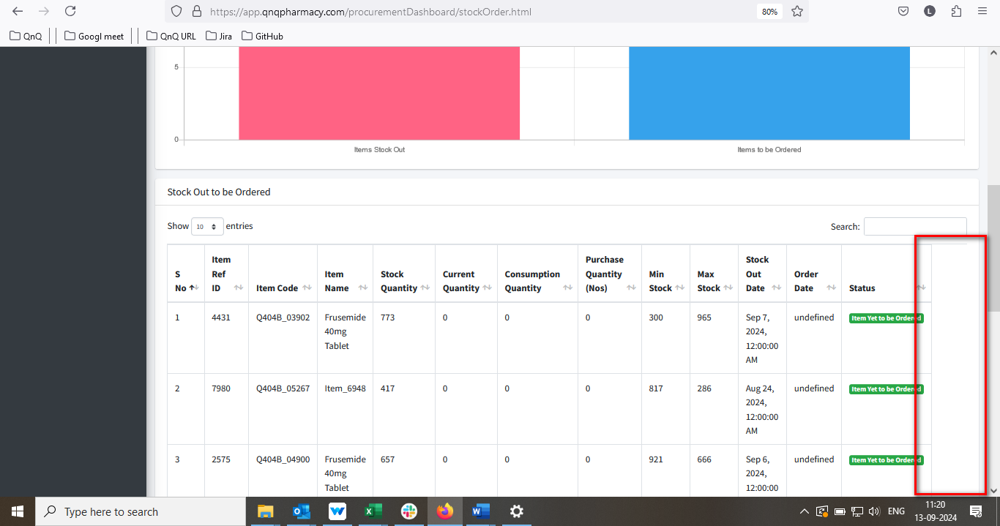 https://app.qnqpharmacy.com/procurementDashboard/stockOrder.html 80% L
QnQ Googl meet QnQ URL Jira GitHub
5
0
Items Stock Out Items to be Ordered
Stock Out to be Ordered
Show 10 entries Search:
S No Item Ref ID Item Code Item Name Stock Quantity Current Quantity Consumption Quantity Purchase Quantity (Nos) Min Stock Max Stock Stock Out Date Order Date Status
1 4431 Q404B_03902 Frusemide 40mg Tablet 773 0 0 0 300 965 Sep 7, 2024, 12:00:00 AM undefined Item Yet to be Ordered
2 7980 Q404B_05267 Item_6948 417 0 0 0 817 286 Aug 24, 2024, 12:00:00 AM undefined Item Yet to be Ordered
3 2575 Q404B_04900 Frusemide 40mg Tablet 657 0 0 0 921 666 Sep 6, 2024, 12:00:00 undefined Item Yet to be Ordered
Type here to search ENG 11:20
13-09-2024